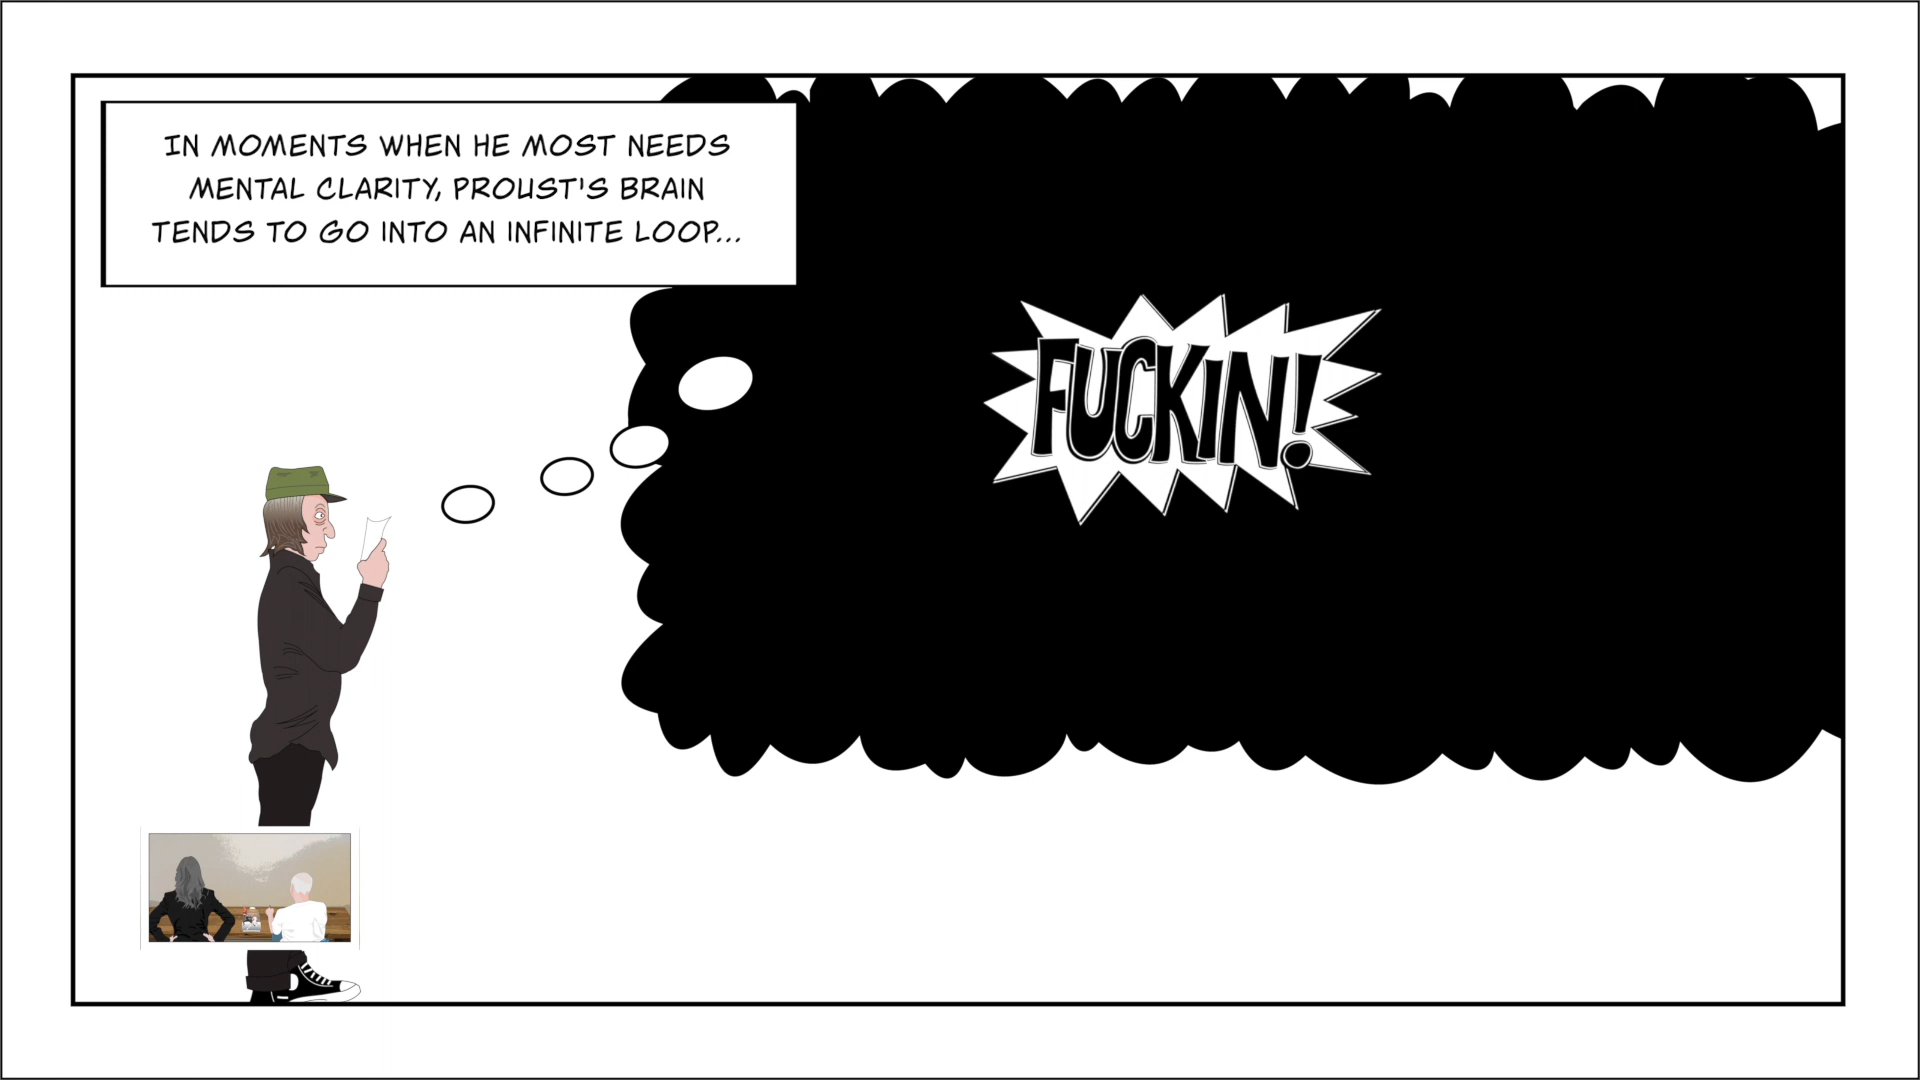 IN MOMENTS WHEN HE MOST NEEDS
MENTAL CLARITY, PROUST'S BRAIN
TENDS TO GO INTO AN INFINITE LOOP...
FUCKIN!